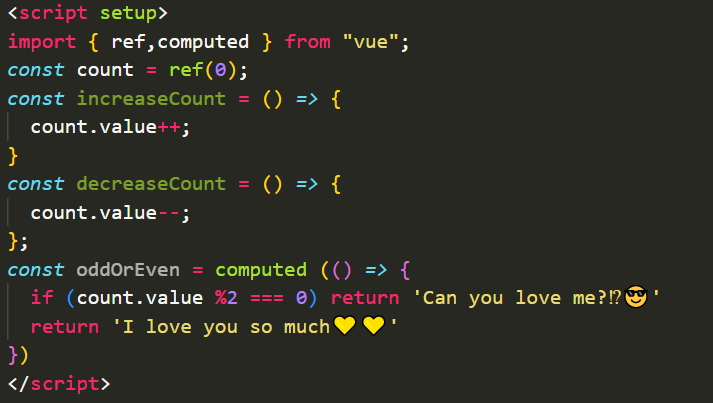 <script setup>
import { ref,computed } from "vue";
const count = ref(0);
const increaseCount = () => {
  count.value++;
}
const decreaseCount = () => {
  count.value--;
};
const oddOrEven = computed (() => {
  if (count.value %2 === 0) return 'Can you love me?⁉😎'
  return 'I love you so much💛💛'
})
</script>